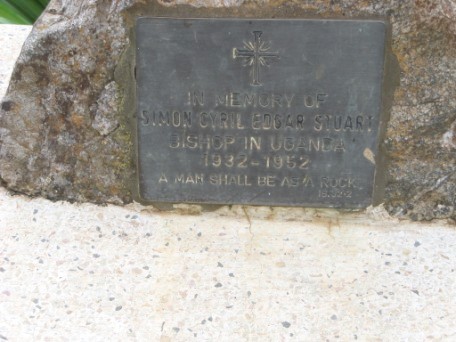 IN MEMORY OF
SIMON CYRIL EDGAR STUART
BISHOP IN UGANDA
1932-1952
A MAN SHALL BE AS A ROCK